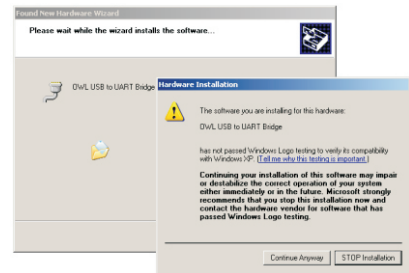 Found New Hardware Wizard
Please wait while the wizard installs the software...
OWL USB to UART Bridge
Hardware Installation
The software you are installing for this hardware:
OWL USB to UART Bridge
has not passed Windows Logo testing to verify its compatibility
with Windows XP. (Tell me why this testing is important.)
Continuing your installation of this software may impair
or destabilize the correct operation of your system
either immediately or in the future. Microsoft strongly
recommends that you stop this installation now and
contact the hardware vendor for software that has
passed Windows Logo testing.
Continue Anyway
STOP Installation